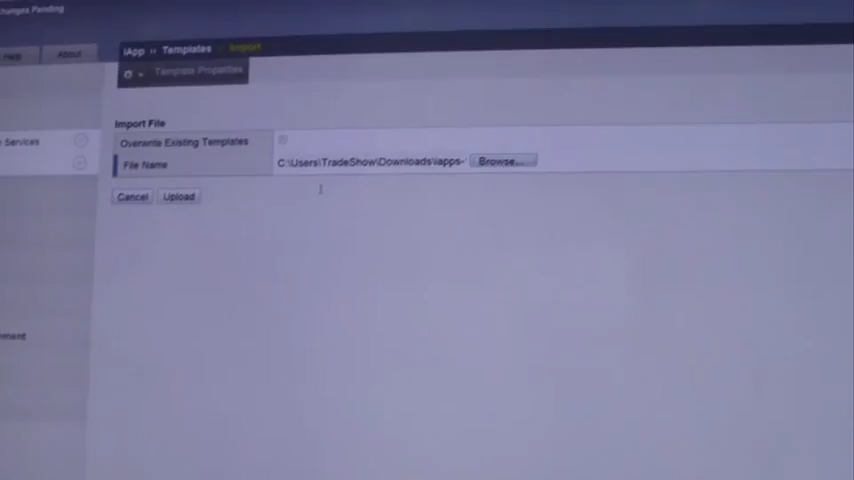 Changes Pending
Help About
iApp » Templates Import
Template Properties
Import File
Services
Overwrite Existing Templates
File Name C:\Users\TradeShow\Downloads\iapps- Browse...
Cancel Upload